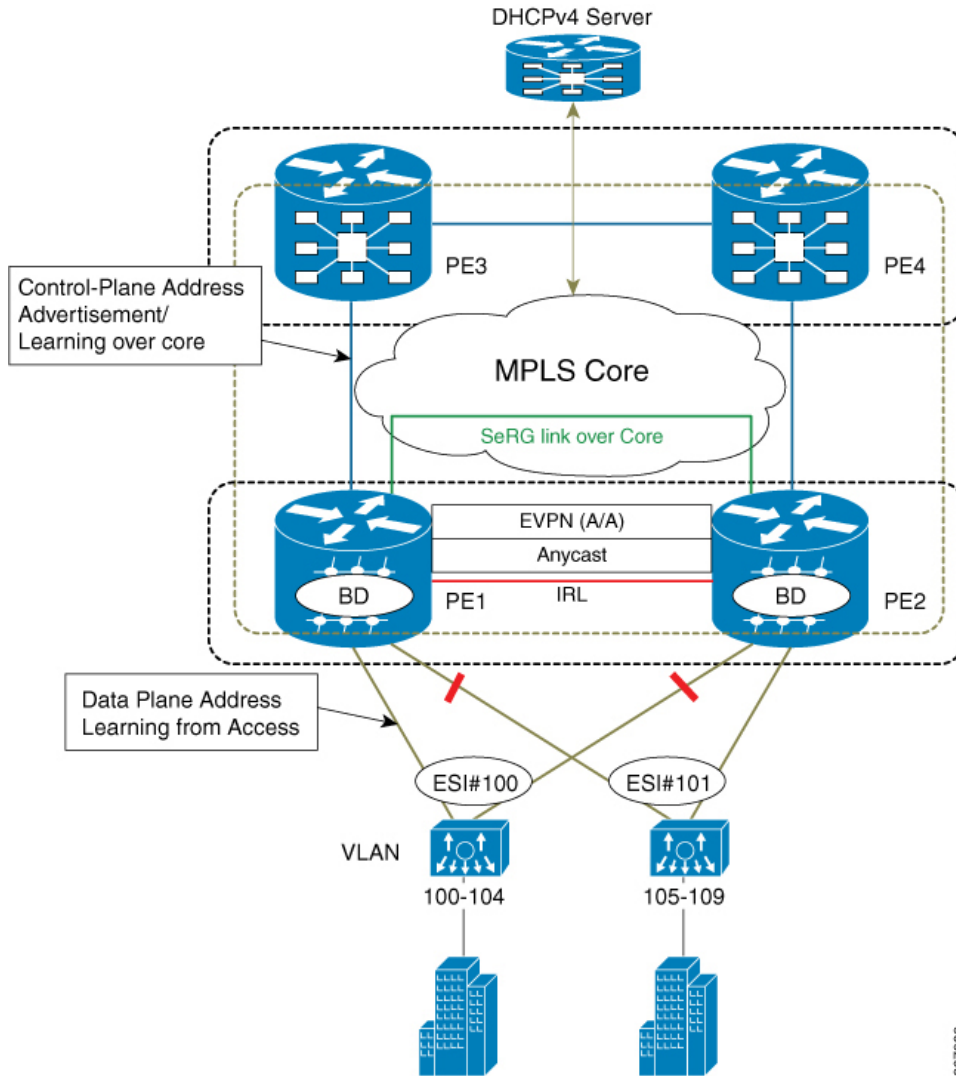 DHCPv4 Server
PE3
PE4
Control-Plane Address
Advertisement/
Learning over core
MPLS Core
SeRG link over Core
EVPN (A/A)
Anycast
IRL
BD
PE1
BD
PE2
Data Plane Address
Learning from Access
ESI#100
ESI#101
VLAN
100-104
105-109